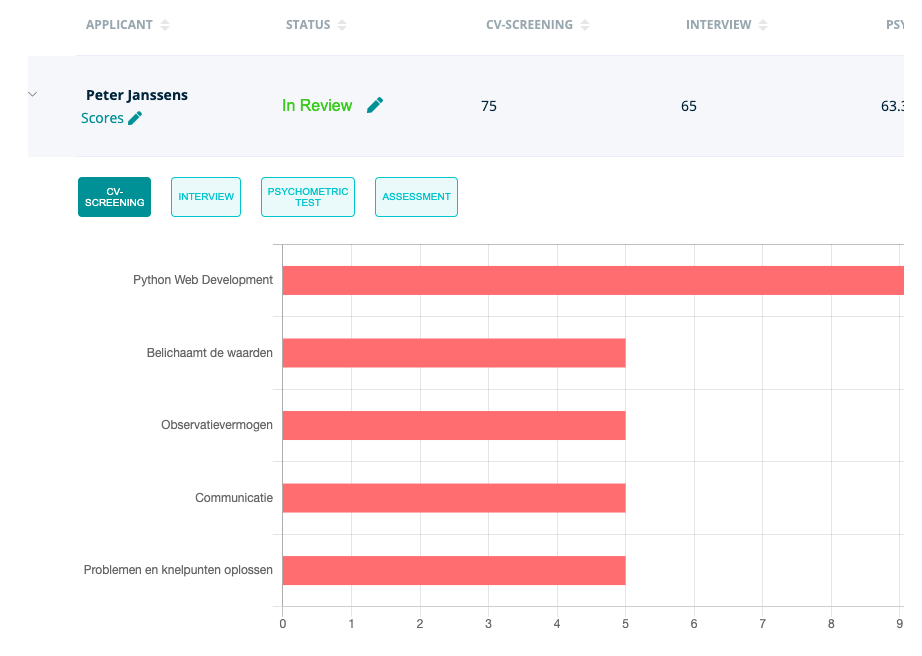 APPLICANT STATUS CV-SCREENING INTERVIEW PSY
Peter Janssens
Scores
In Review 75 65 63.3
CV-
SCREENING
INTERVIEW
PSYCHOMETRIC
TEST
ASSESSMENT
Python Web Development
Belichaamt de waarden
Observatievermogen
Communicatie
Problemen en knelpunten oplossen
0 1 2 3 4 5 6 7 8 9